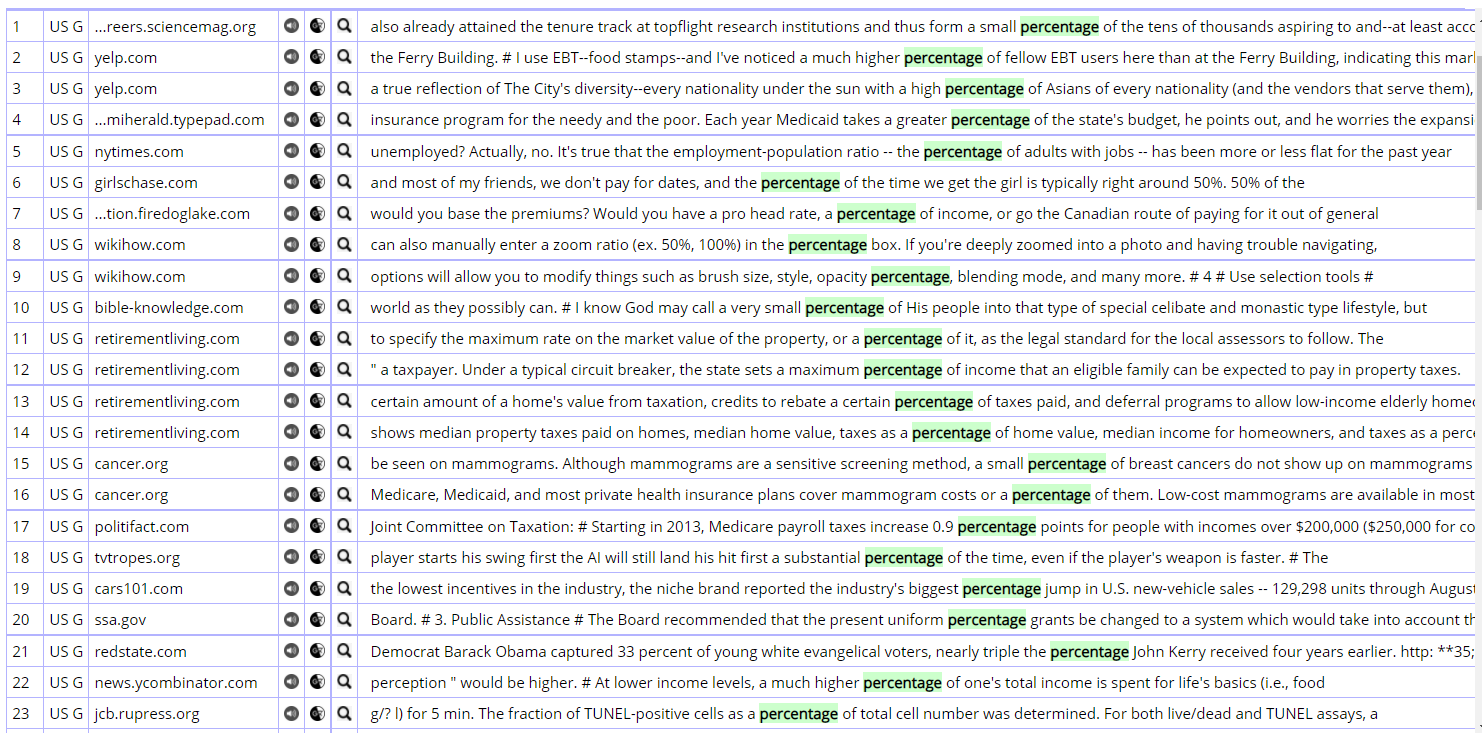 1 US G ...reers.sciencemag.org also already attained the tenure track at topflight research institutions and thus form a small percentage of the tens of thousands aspiring to and--at least acc
2 US G yelp.com the Ferry Building. # I use EBT--food stamps--and I've noticed a much higher percentage of fellow EBT users here than at the Ferry Building, indicating this mar
3 US G yelp.com a true reflection of The City's diversity--every nationality under the sun with a high percentage of Asians of every nationality (and the vendors that serve them),
4 US G ...miherald.typepad.com insurance program for the needy and the poor. Each year Medicaid takes a greater percentage of the state's budget, he points out, and he worries the expansi
5 US G nytimes.com unemployed? Actually, no. It's true that the employment-population ratio -- the percentage of adults with jobs -- has been more or less flat for the past year
6 US G girlschase.com and most of my friends, we don't pay for dates, and the percentage of the time we get the girl is typically right around 50%. 50% of the
7 US G ...tion.firedoglake.com would you base the premiums? Would you have a pro head rate, a percentage of income, or go the Canadian route of paying for it out of general
8 US G wikihow.com can also manually enter a zoom ratio (ex. 50%, 100%) in the percentage box. If you're deeply zoomed into a photo and having trouble navigating,
9 US G wikihow.com options will allow you to modify things such as brush size, style, opacity percentage, blending mode, and many more. # 4 # Use selection tools #
10 US G bible-knowledge.com world as they possibly can. # I know God may call a very small percentage of His people into that type of special celibate and monastic type lifestyle, but
11 US G retirementliving.com to specify the maximum rate on the market value of the property, or a percentage of it, as the legal standard for the local assessors to follow. The
12 US G retirementliving.com " a taxpayer. Under a typical circuit breaker, the state sets a maximum percentage of income that an eligible family can be expected to pay in property taxes.
13 US G retirementliving.com certain amount of a home's value from taxation, credits to rebate a certain percentage of taxes paid, and deferral programs to allow low-income elderly homeo
14 US G retirementliving.com shows median property taxes paid on homes, median home value, taxes as a percentage of home value, median income for homeowners, and taxes as a perc
15 US G cancer.org be seen on mammograms. Although mammograms are a sensitive screening method, a small percentage of breast cancers do not show up on mammograms
16 US G cancer.org Medicare, Medicaid, and most private health insurance plans cover mammogram costs or a percentage of them. Low-cost mammograms are available in most
17 US G politifact.com Joint Committee on Taxation: # Starting in 2013, Medicare payroll taxes increase 0.9 percentage points for people with incomes over $200,000 ($250,000 for co
18 US G tvtropes.org player starts his swing first the AI will still land his hit first a substantial percentage of the time, even if the player's weapon is faster. # The
19 US G cars101.com the lowest incentives in the industry, the niche brand reported the industry's biggest percentage jump in U.S. new-vehicle sales -- 129,298 units through August
20 US G ssa.gov Board. # 3. Public Assistance # The Board recommended that the present uniform percentage grants be changed to a system which would take into account th
21 US G redstate.com Democrat Barack Obama captured 33 percent of young white evangelical voters, nearly triple the percentage John Kerry received four years earlier. http: **35;
22 US G news.ycombinator.com perception " would be higher. # At lower income levels, a much higher percentage of one's total income is spent for life's basics (i.e., food
23 US G jcb.rupress.org g/? l) for 5 min. The fraction of TUNEL-positive cells as a percentage of total cell number was determined. For both live/dead and TUNEL assays, a